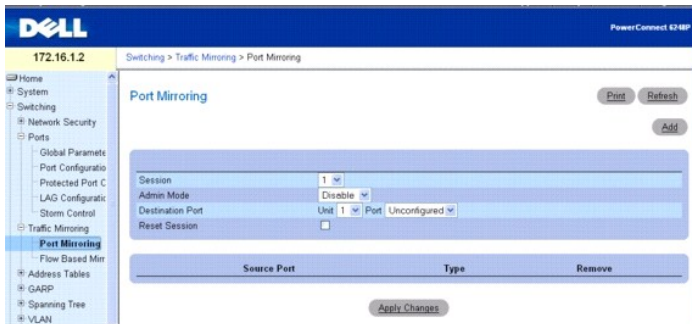 DELL
PowerConnect 6248P
172.16.1.2
Switching > Traffic Mirroring > Port Mirroring
Home
System
Switching
Network Security
Ports
Global Paramete
Port Configuratio
Protected Port C
LAG Configuratic
Storm Control
Traffic Mirroring
Port Mirroring
Flow Based Mirr
Address Tables
GARP
Spanning Tree
VLAN
Port Mirroring
Print Refresh
Add
Session 1
Admin Mode Disable
Destination Port Unit 1 Port Unconfigured
Reset Session
Source Port Type Remove
Apply Changes